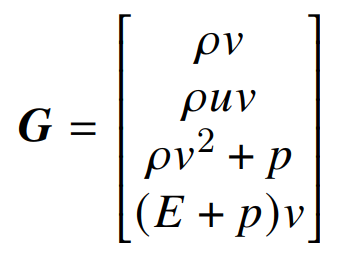 G = [
ρv
ρuv
ρv² + p
(E + p)v
]